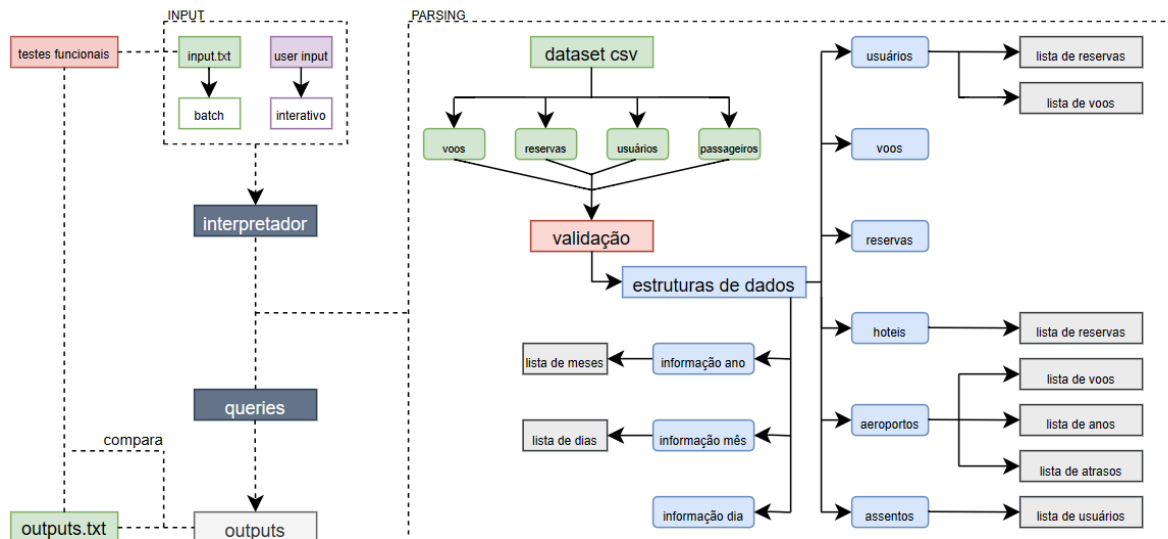 INPUT
PARSING
testes funcionais
input.txt
user input
batch
interativo
interpretador
queries
compara
outputs.txt
outputs
dataset csv
voos
reservas
usuários
passageiros
validação
estruturas de dados
lista de meses
informação ano
lista de dias
informação mês
informação dia
usuários
lista de reservas
lista de voos
voos
reservas
hoteis
lista de reservas
aeroportos
lista de voos
lista de anos
lista de atrasos
assentos
lista de usuários